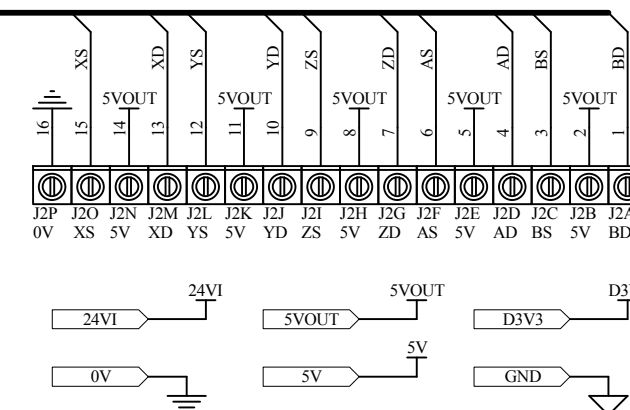 XS XD YS YD ZS ZD AS AD BS BD
5VOUT 5VOUT 5VOUT 5VOUT 5VOUT
16 15 14 13 12 11 10 9 8 7 6 5 4 3 2 1
J2P J2O J2N J2M J2L J2K J2J J2I J2H J2G J2F J2E J2D J2C J2B
0V XS 5V XD YS 5V YD ZS 5V ZD AS 5V AD BS 5V BD
24VI 5VOUT
24VI 5VOUT D3V3
5V
0V 5V GND